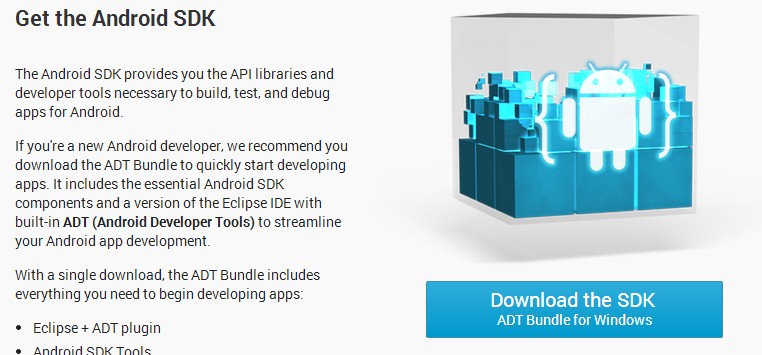 Get the Android SDK
The Android SDK provides you the API libraries and
developer tools necessary to build, test, and debug
apps for Android.
If you're a new Android developer, we recommend you
download the ADT Bundle to quickly start developing
apps. It includes the essential Android SDK
components and a version of the Eclipse IDE with
built-in ADT (Android Developer Tools) to streamline
your Android app development.
With a single download, the ADT Bundle includes
everything you need to begin developing apps:
• Eclipse + ADT plugin
• Android SDK Tools
{ }
Download the SDK
ADT Bundle for Windows